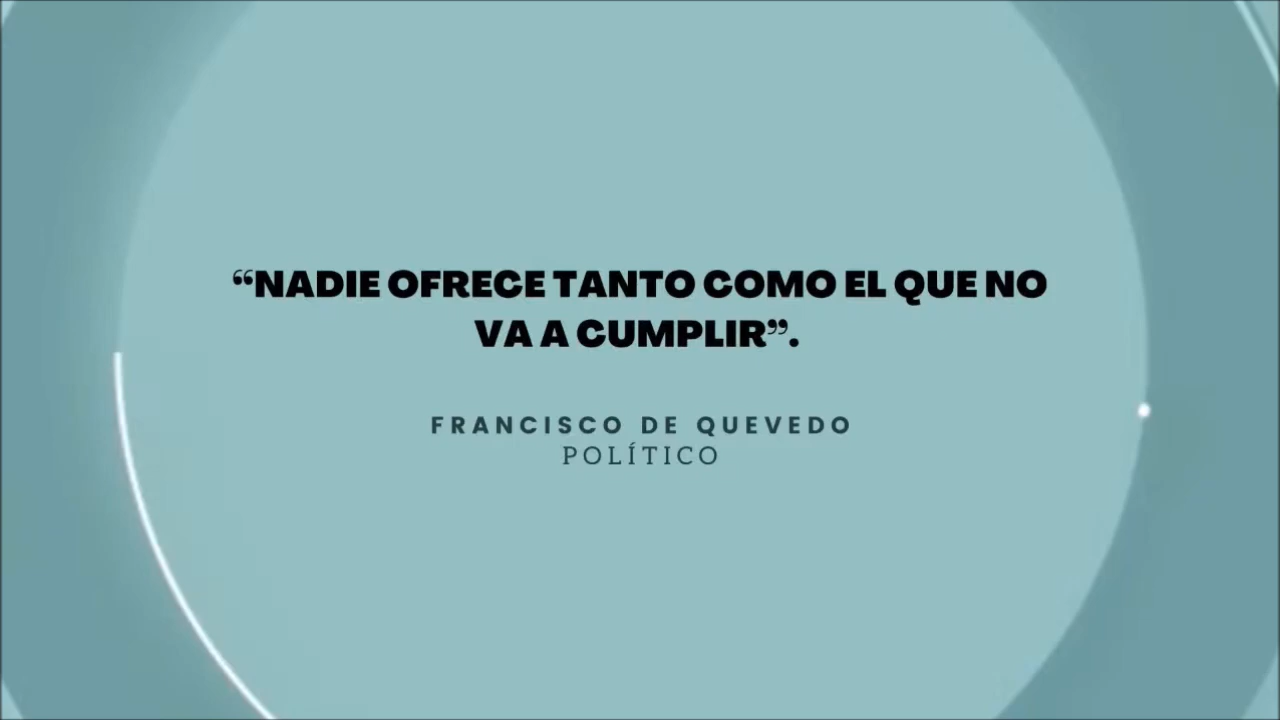 “NADIE OFRECE TANTO COMO EL QUE NO
VA A CUMPLIR”.
FRANCISCO DE QUEVEDO
POLÍTICO